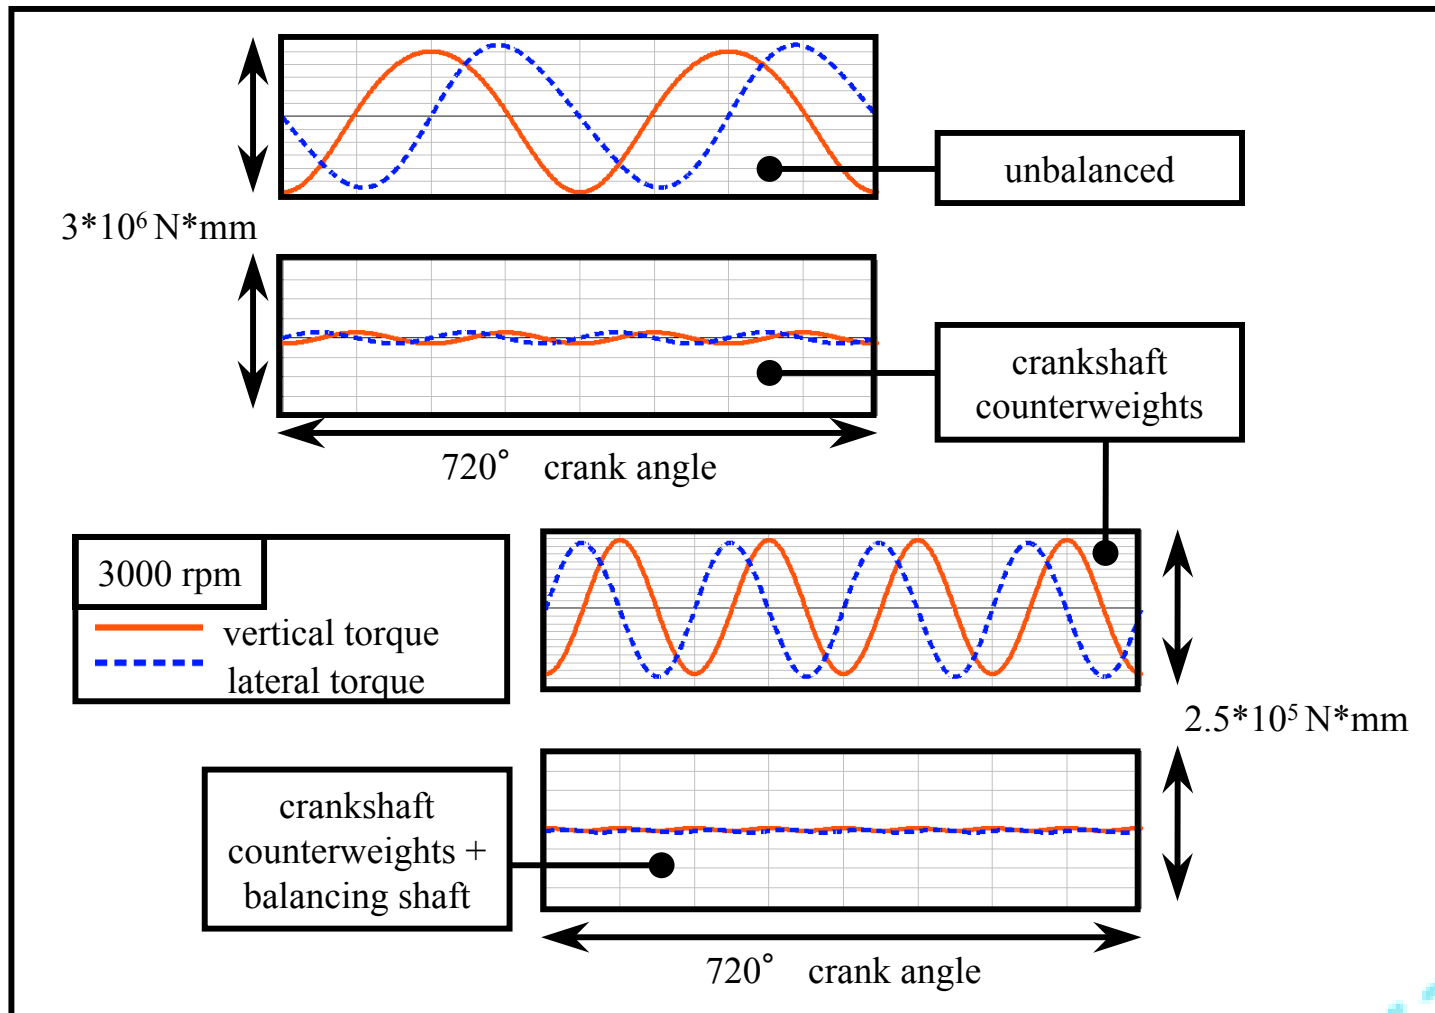 unbalanced
3*10⁶ N*mm
crankshaft
counterweights
720° crank angle
3000 rpm
vertical torque
lateral torque
2.5*10⁵ N*mm
crankshaft
counterweights +
balancing shaft
720° crank angle